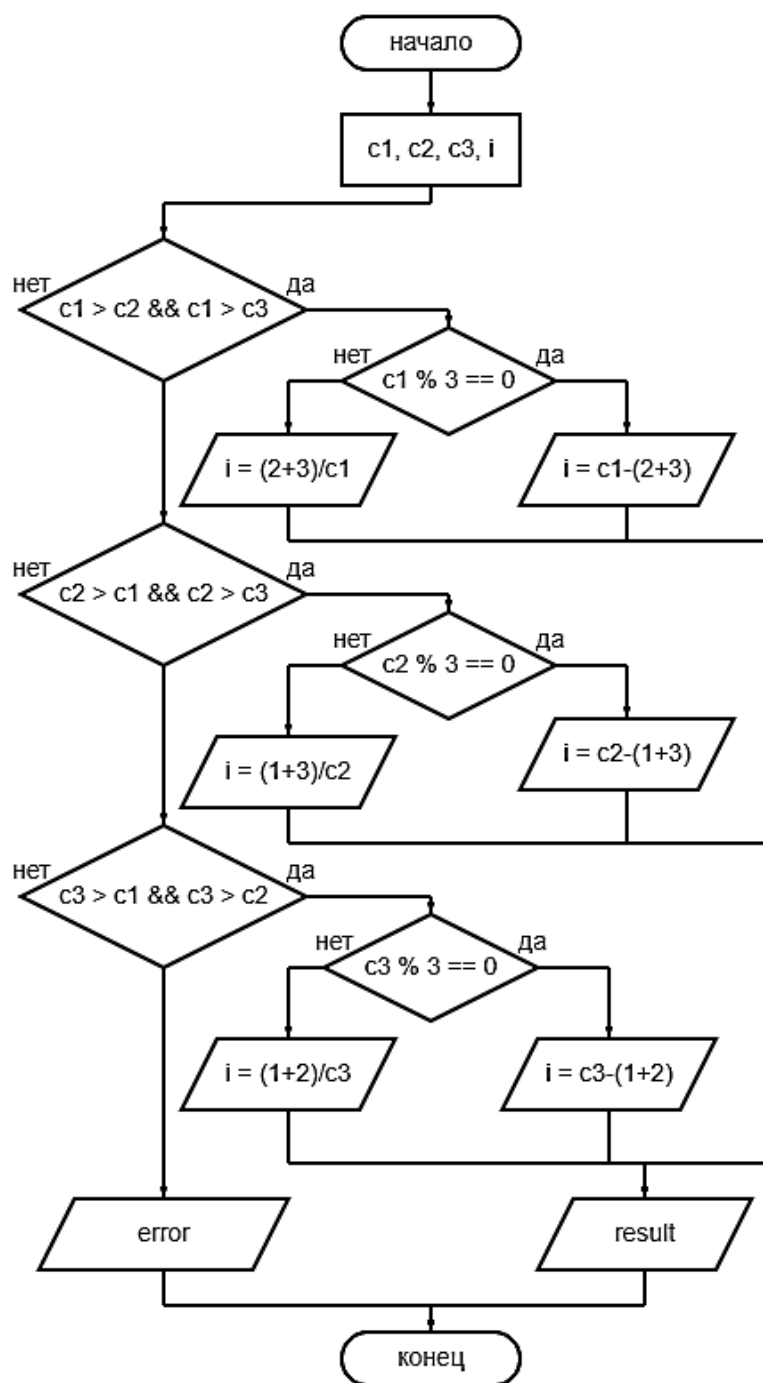 начало
c1, c2, c3, i
нет
да
c1 > c2 && c1 > c3
нет
да
c1 % 3 == 0
i = (2+3)/c1
i = c1-(2+3)
нет
да
c2 > c1 && c2 > c3
нет
да
c2 % 3 == 0
i = (1+3)/c2
i = c2-(1+3)
нет
да
c3 > c1 && c3 > c2
нет
да
c3 % 3 == 0
i = (1+2)/c3
i = c3-(1+2)
error
result
конец